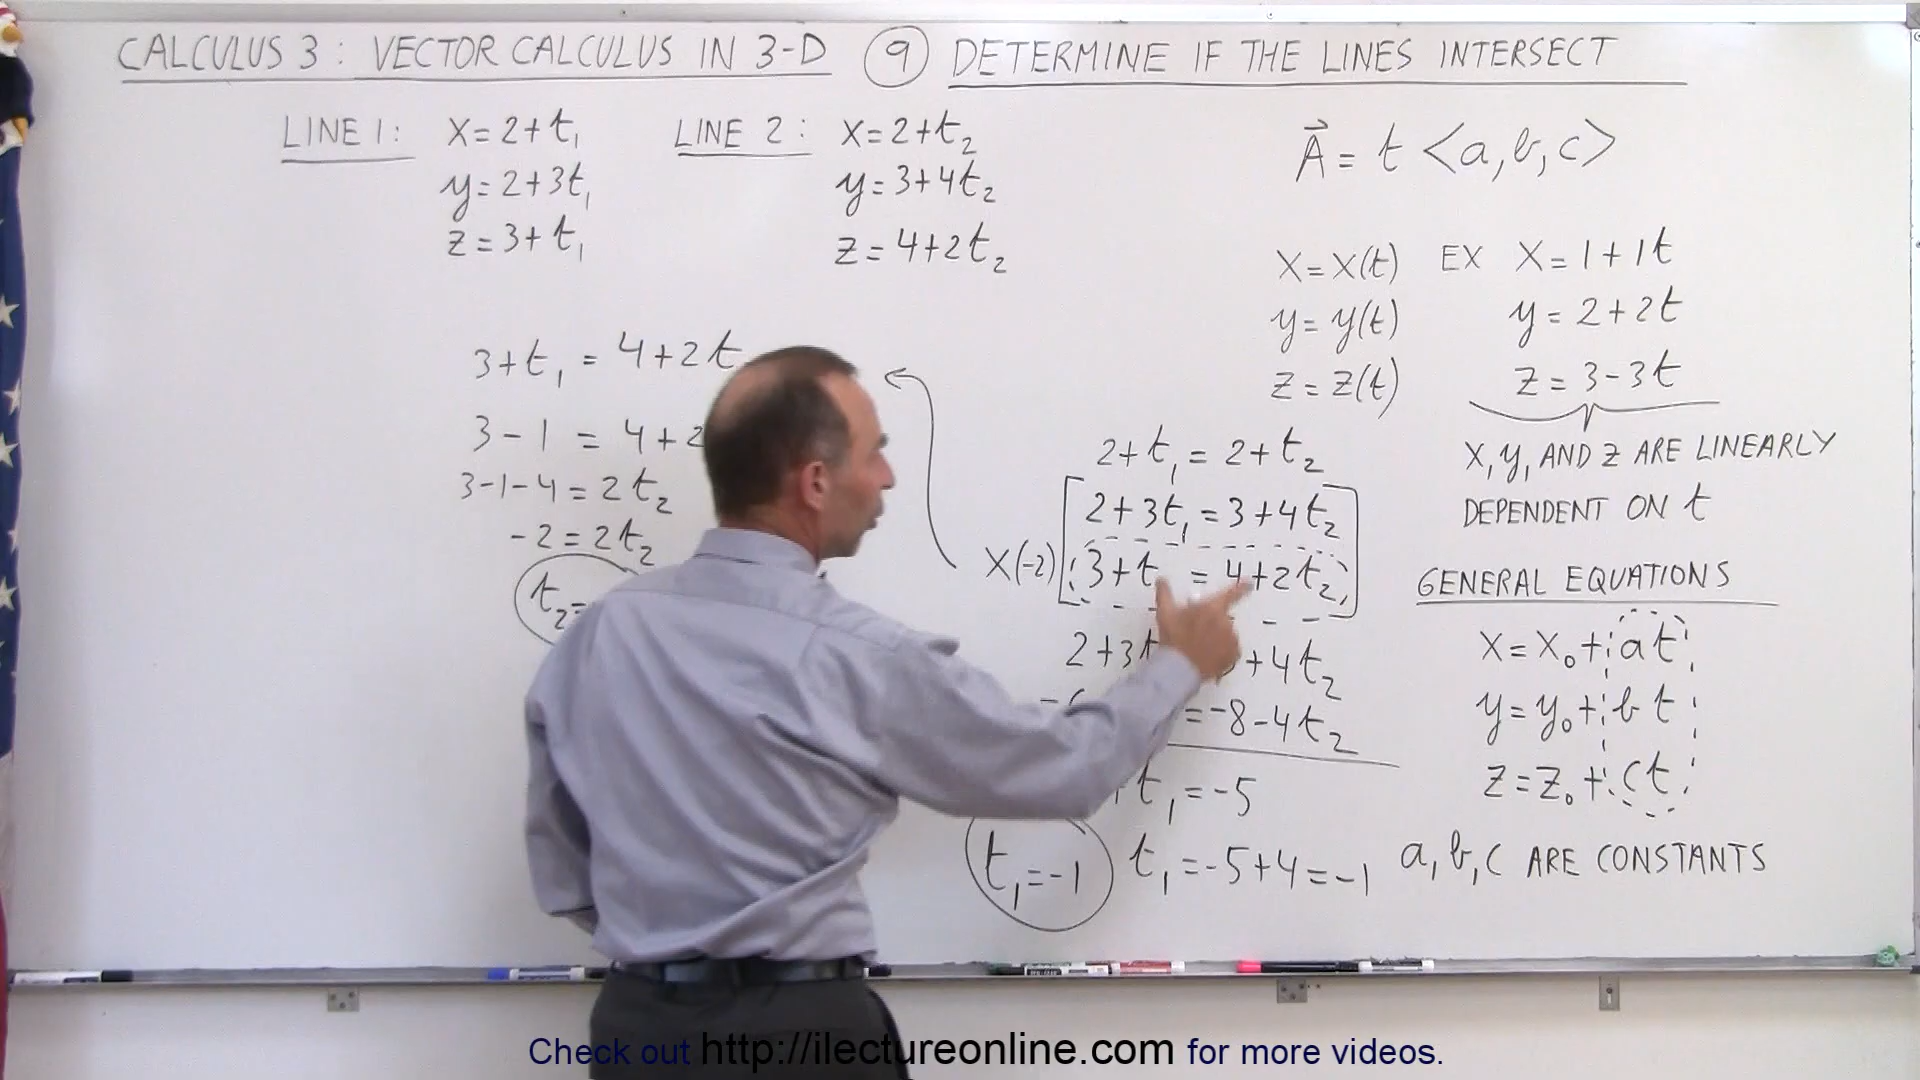 CALCULUS 3: VECTOR CALCULUS IN 3-D ⑨ DETERMINE IF THE LINES INTERSECT
LINE 1: x=2+t₁
y=2+3t₁
z=3+t₁
LINE 2: x=2+t₂
y=3+4t₂
z=4+2t₂
3+t₁=4+2t
3-1=4+2
3-1-4=2t₂
-2=2t₂
t₂=
2+t₁=2+t₂
2+3t₁=3+4t₂
X(-2) 3+t =4+2t₂
2+3t +4t₂
=-8-4t₂
t₁=-5
t₁=-1 t₁=-5+4=-1
A⃗=t<a,b,c>
x=x(t)
y=y(t)
z=z(t)
EX x=1+1t
y=2+2t
z=3-3t
X, y, AND Z ARE LINEARLY
DEPENDENT ON t
GENERAL EQUATIONS
x=x₀+at
y=y₀+bt
z=z₀+ct
a, b, c ARE CONSTANTS
Check out http://ilectureonline.com for more videos.